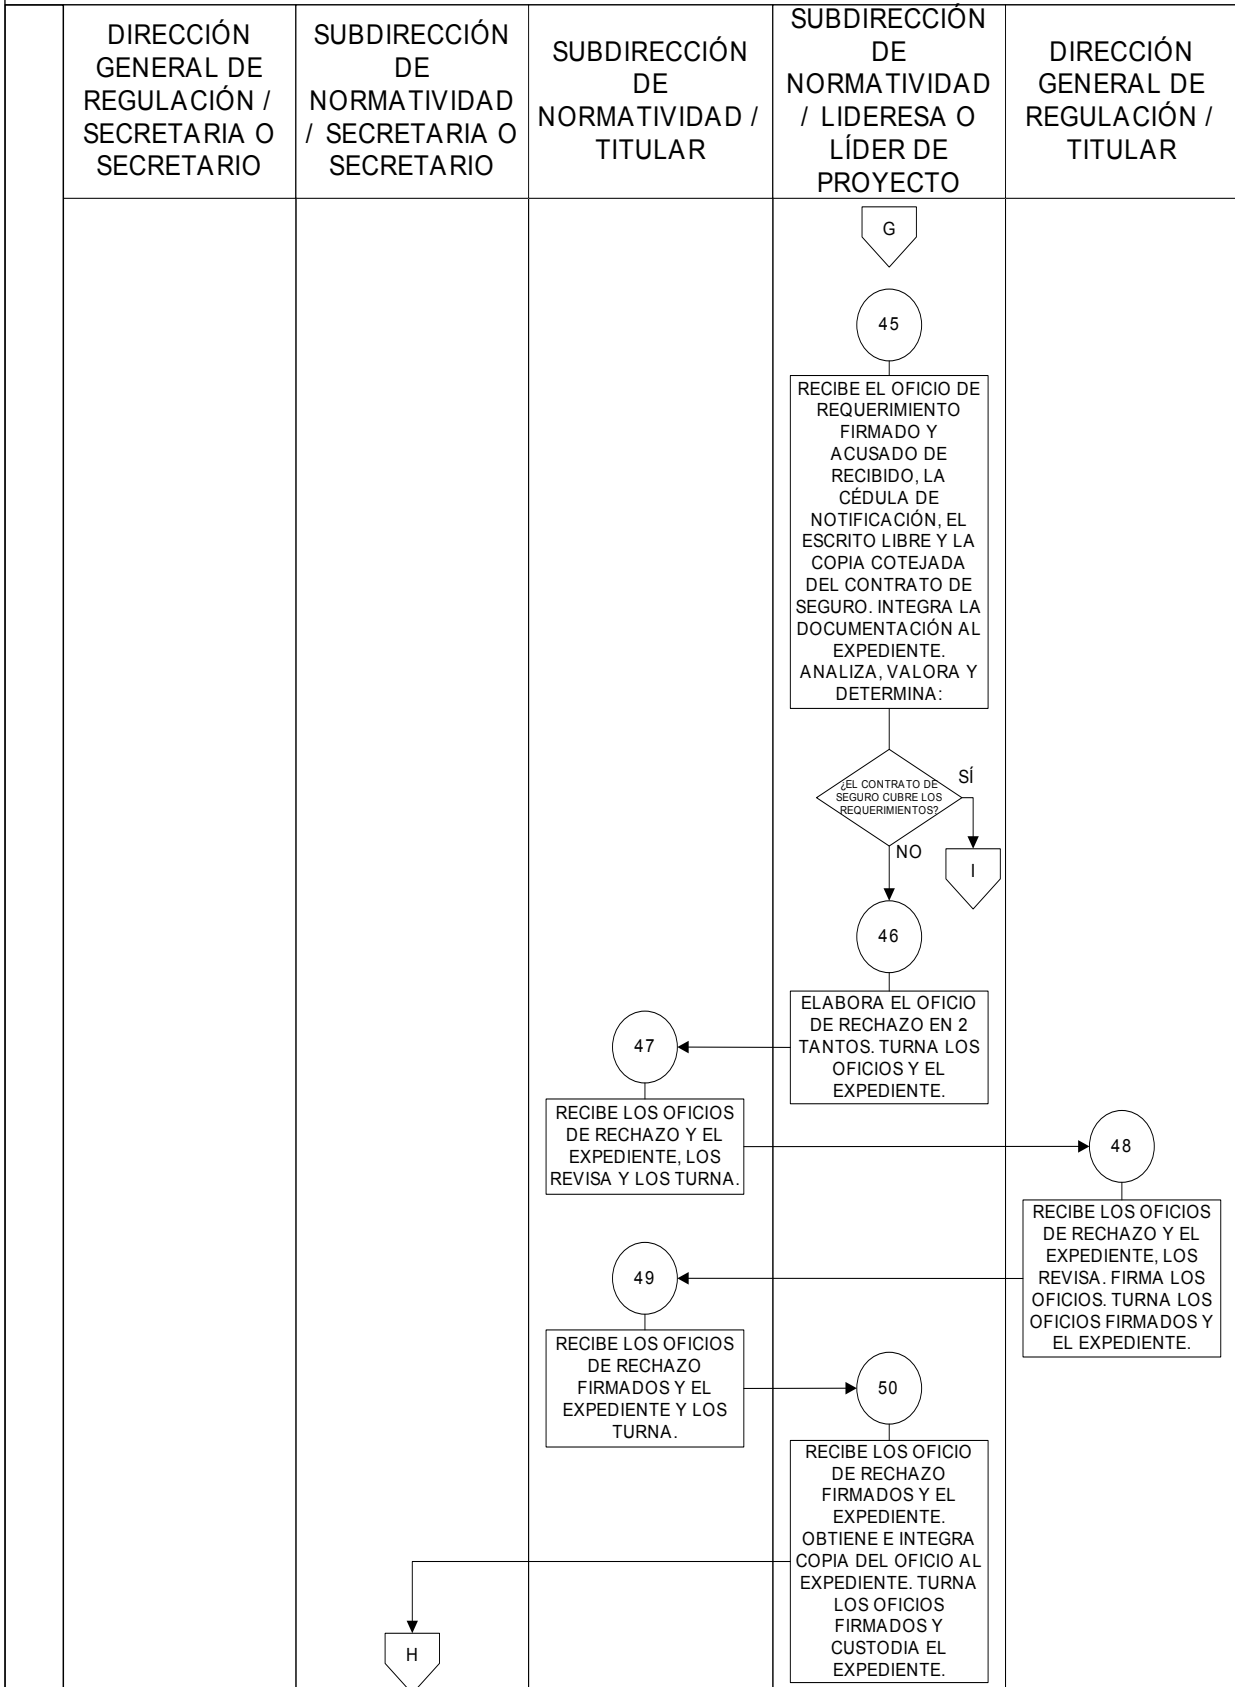 DIRECCIÓN
GENERAL DE
REGULACIÓN /
SECRETARIA O
SECRETARIO
SUBDIRECCIÓN
DE
NORMATIVIDAD
/ SECRETARIA O
SECRETARIO
SUBDIRECCIÓN
DE
NORMATIVIDAD /
TITULAR
SUBDIRECCIÓN
DE
NORMATIVIDAD
/ LIDERESA O
LÍDER DE
PROYECTO
DIRECCIÓN
GENERAL DE
REGULACIÓN /
TITULAR
G
45
RECIBE EL OFICIO DE
REQUERIMIENTO
FIRMADO Y
ACUSADO DE
RECIBIDO, LA
CÉDULA DE
NOTIFICACIÓN, EL
ESCRITO LIBRE Y LA
COPIA COTEJADA
DEL CONTRATO DE
SEGURO. INTEGRA LA
DOCUMENTACIÓN AL
EXPEDIENTE.
ANALIZA, VALORA Y
DETERMINA:
¿EL CONTRATO DE
SEGURO CUBRE LOS
REQUERIMIENTOS?
SÍ
NO
I
46
ELABORA EL OFICIO
DE RECHAZO EN 2
TANTOS. TURNA LOS
OFICIOS Y EL
EXPEDIENTE.
47
RECIBE LOS OFICIOS
DE RECHAZO Y EL
EXPEDIENTE, LOS
REVISA Y LOS TURNA.
48
RECIBE LOS OFICIOS
DE RECHAZO Y EL
EXPEDIENTE, LOS
REVISA. FIRMA LOS
OFICIOS. TURNA LOS
OFICIOS FIRMADOS Y
EL EXPEDIENTE.
49
RECIBE LOS OFICIOS
DE RECHAZO
FIRMADOS Y EL
EXPEDIENTE Y LOS
TURNA.
50
RECIBE LOS OFICIO
DE RECHAZO
FIRMADOS Y EL
EXPEDIENTE.
OBTIENE E INTEGRA
COPIA DEL OFICIO AL
EXPEDIENTE. TURNA
LOS OFICIOS
FIRMADOS Y
CUSTODIA EL
EXPEDIENTE.
H